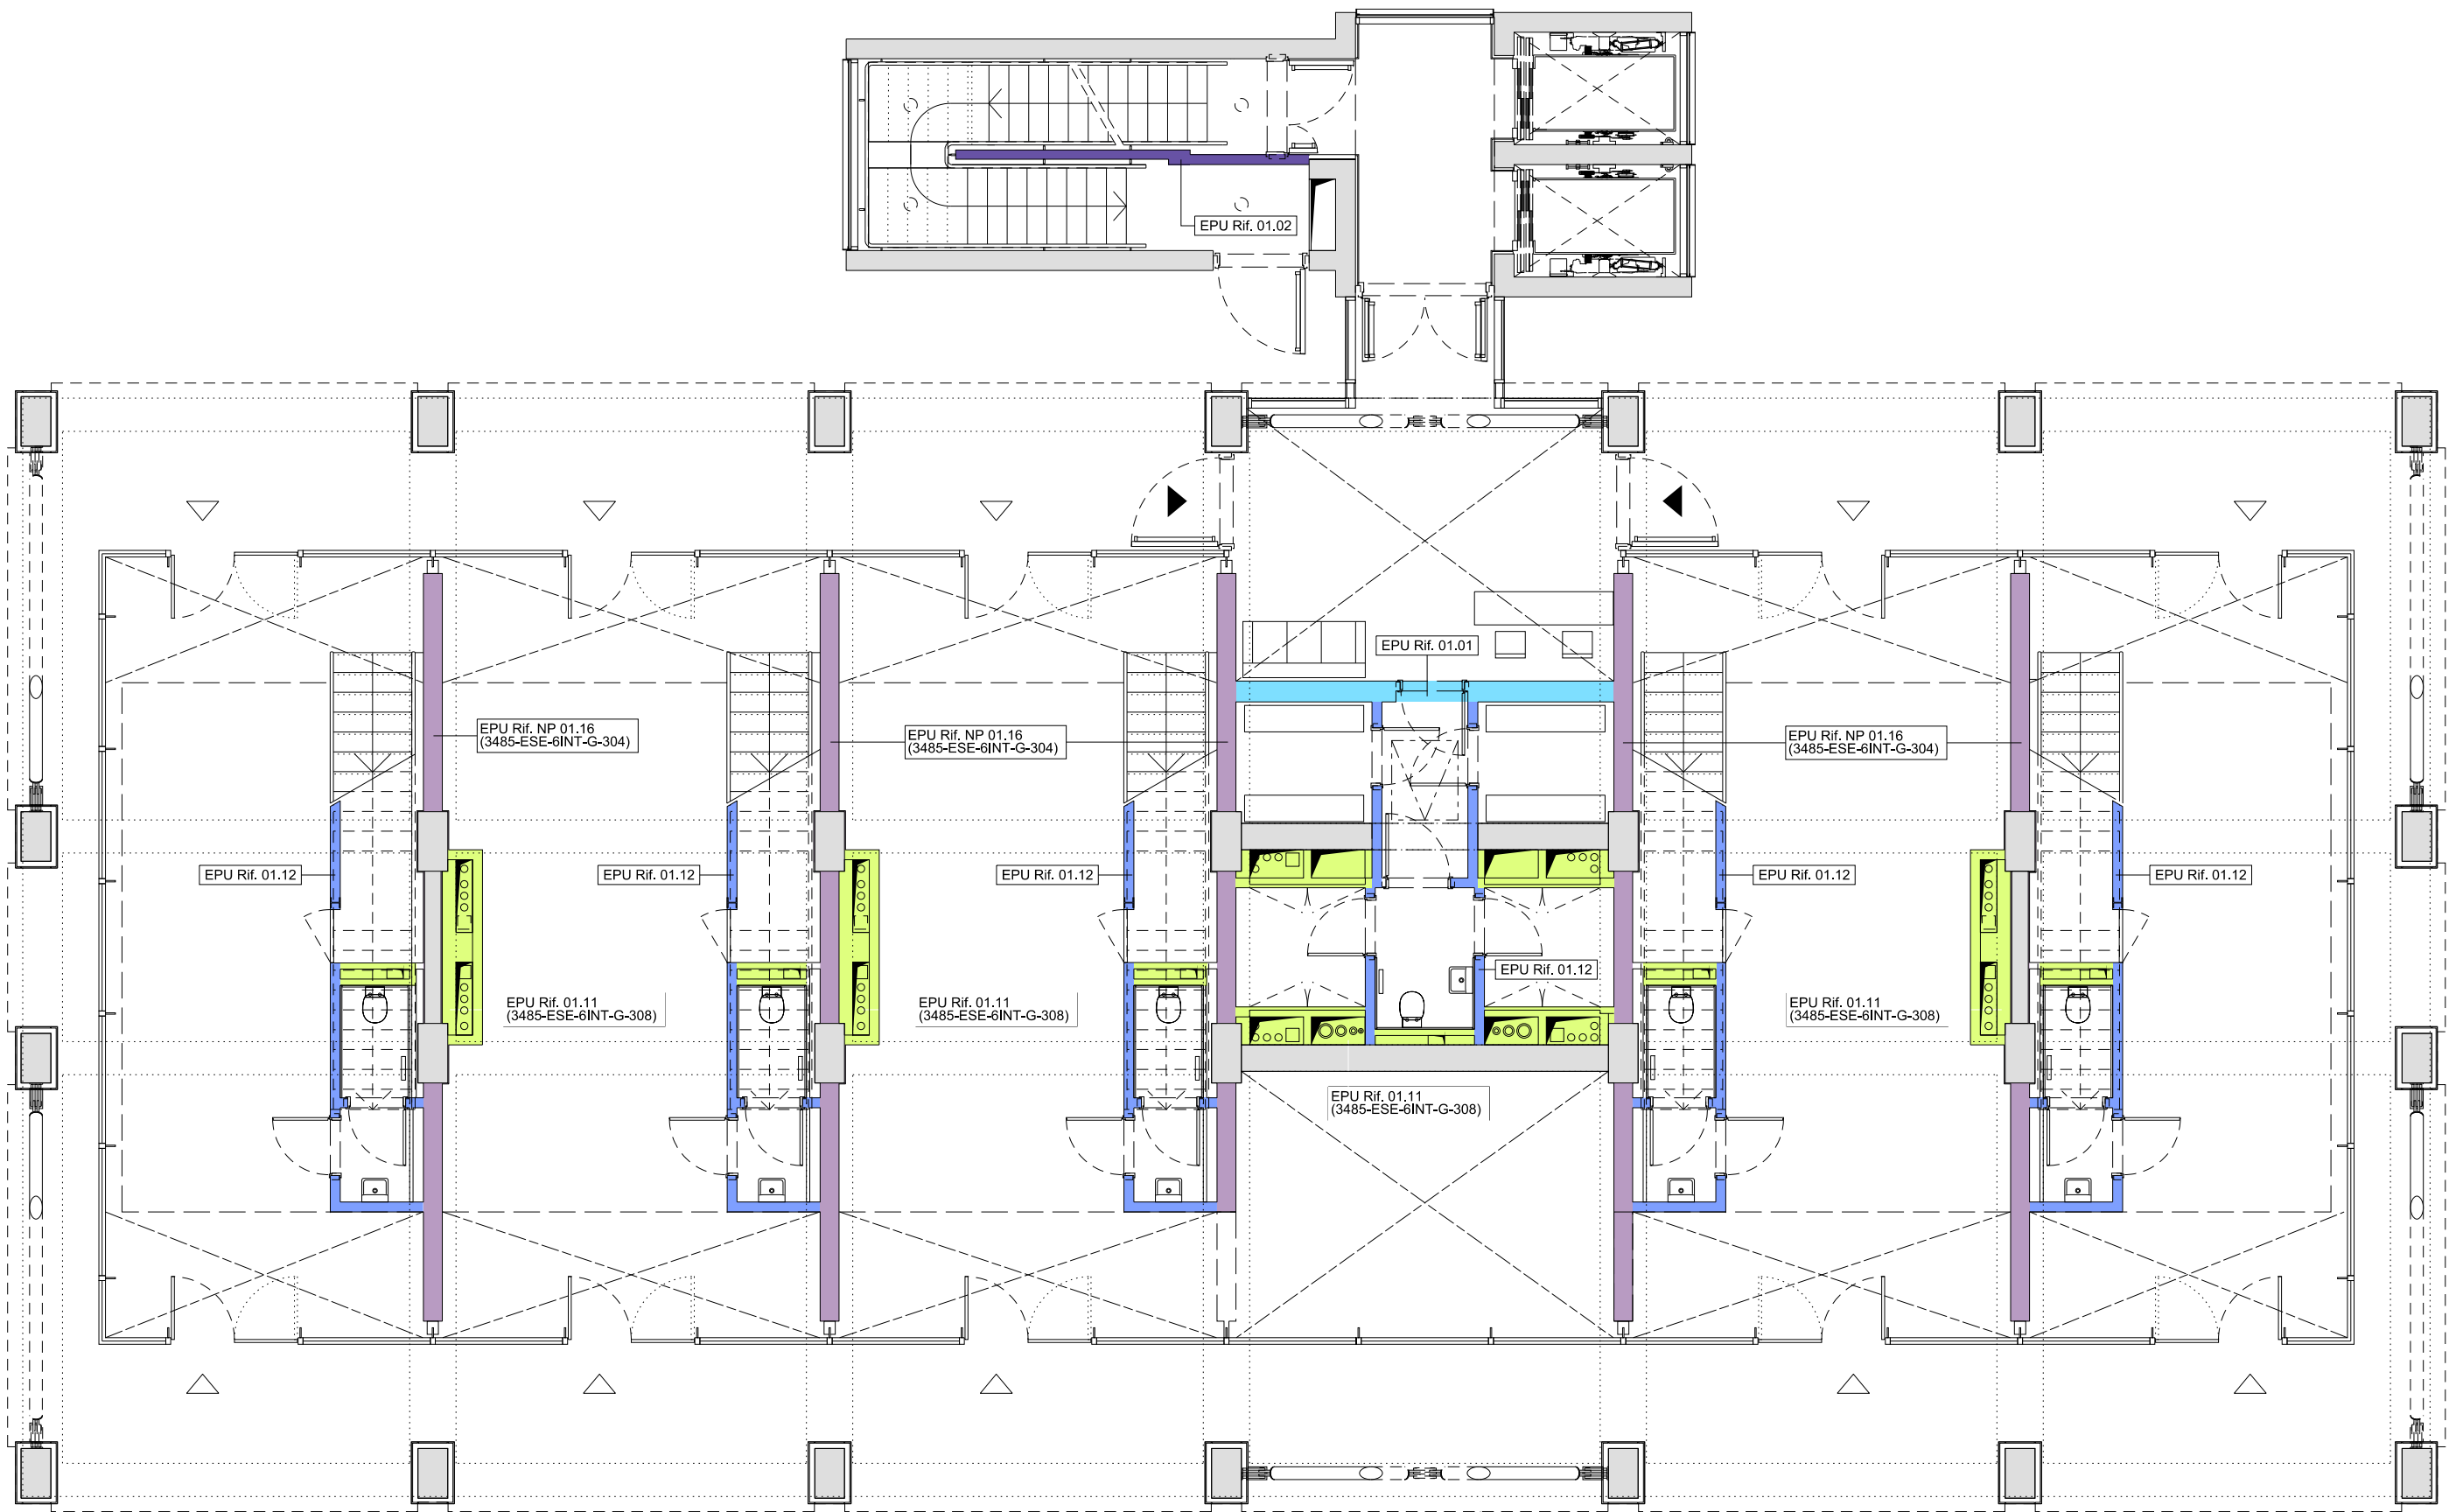 EPU Rif. 01.02
EPU Rif. 01.01
EPU Rif. NP 01.16
(3485-ESE-6INT-G-304)
EPU Rif. NP 01.16
(3485-ESE-6INT-G-304)
EPU Rif. NP 01.16
(3485-ESE-6INT-G-304)
EPU Rif. 01.12
EPU Rif. 01.12
EPU Rif. 01.12
EPU Rif. 01.12
EPU Rif. 01.12
EPU Rif. 01.12
EPU Rif. 01.11
(3485-ESE-6INT-G-308)
EPU Rif. 01.11
(3485-ESE-6INT-G-308)
EPU Rif. 01.11
(3485-ESE-6INT-G-308)
EPU Rif. 01.11
(3485-ESE-6INT-G-308)